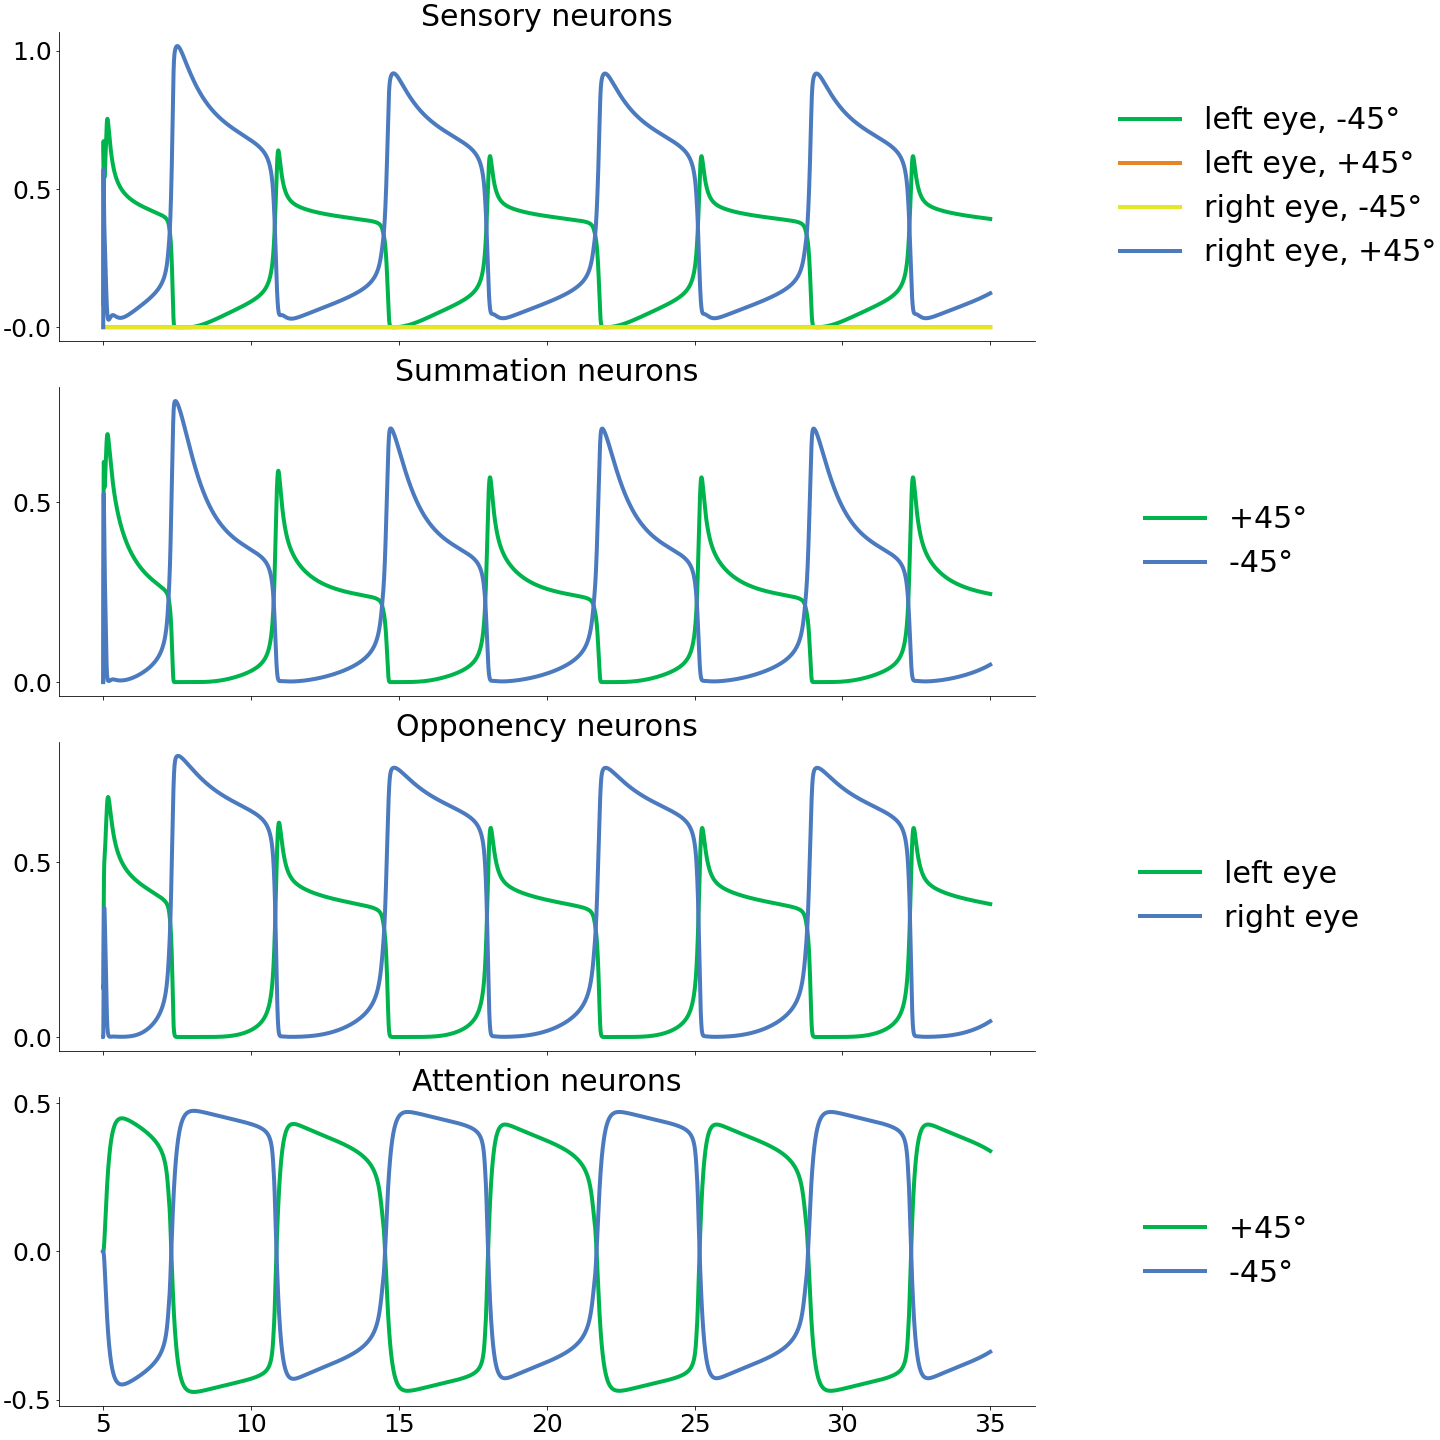 Sensory neurons
1.0
0.5
-0.0
left eye, -45°
left eye, +45°
right eye, -45°
right eye, +45°
Summation neurons
0.5
0.0
+45°
-45°
Opponency neurons
0.5
0.0
left eye
right eye
Attention neurons
0.5
0.0
-0.5
+45°
-45°
5 10 15 20 25 30 35